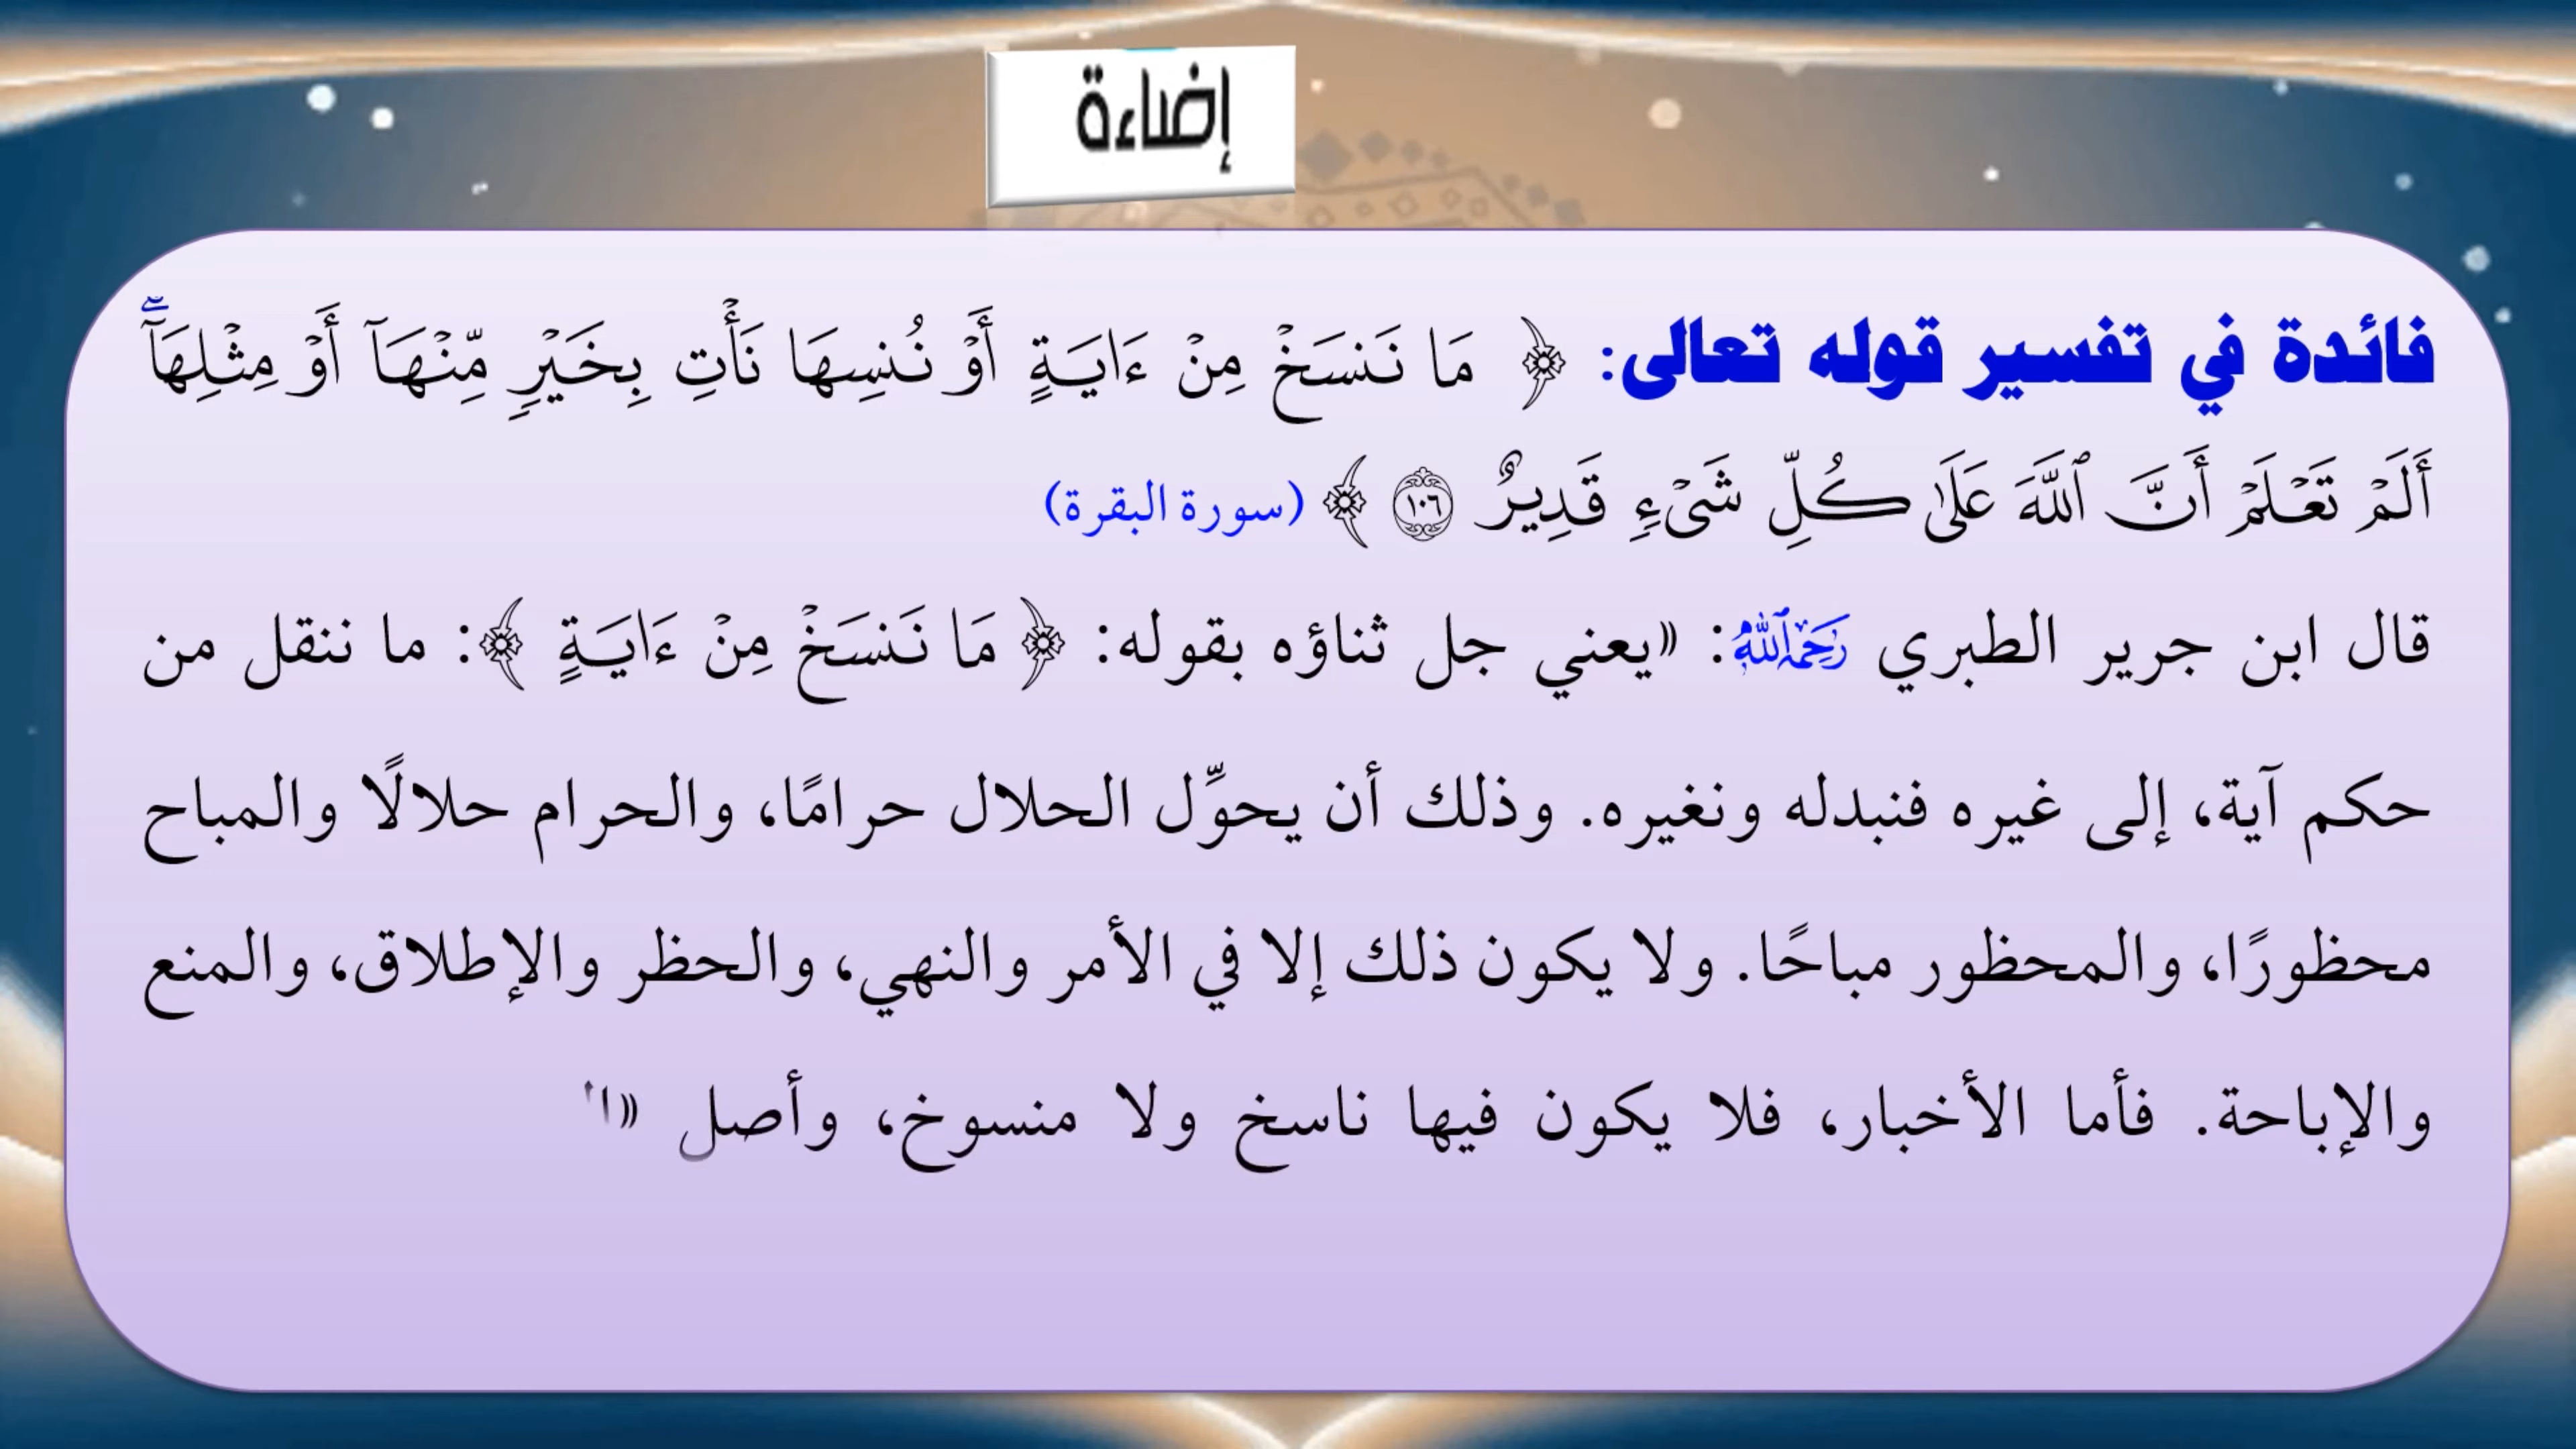 إضاءة
فائدة في تفسير قوله تعالى: ﴿ مَا نَنسَخۡ مِنۡ ءَايَةٍ أَوۡ نُنسِهَا نَأۡتِ بِخَيۡرٖ مِّنۡهَآ أَوۡ مِثۡلِهَآۗ
أَلَمۡ تَعۡلَمۡ أَنَّ ٱللَّهَ عَلَىٰ كُلِّ شَيۡءٖ قَدِيرٌ ١٠٦ ﴾ (سورة البقرة)
قال ابن جرير الطبري رَحِمَهُ ٱللَّهُ: «يعني جل ثناؤه بقوله: ﴿ مَا نَنسَخۡ مِنۡ ءَايَةٍ ﴾: ما ننقل من
حكم آية، إلى غيره فنبدله ونغيره. وذلك أن يحوِّل الحلال حرامًا، والحرام حلالًا والمباح
محظورًا، والمحظور مباحًا. ولا يكون ذلك إلا في الأمر والنهي، والحظر والإطلاق، والمنع
والإباحة. فأما الأخبار، فلا يكون فيها ناسخ ولا منسوخ، وأصل «